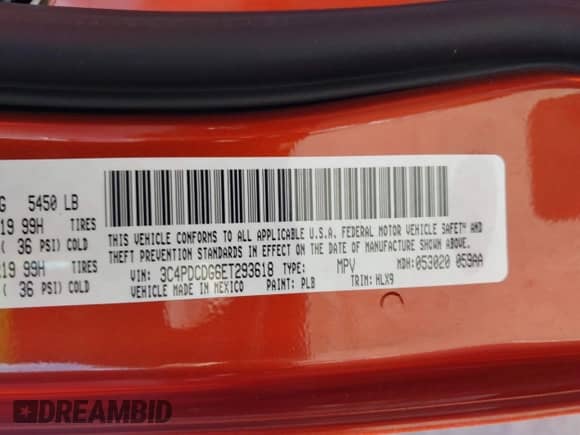 G 5450 LB
R19 99H TIRES
( 36 PSI) COLD
R19 99H TIRES
( 36 PSI) COLD
THIS VEHICLE CONFORMS TO ALL APPLICABLE U.S.A. FEDERAL MOTOR VEHICLE SAFETY AND
THEFT PREVENTION STANDARDS IN EFFECT ON THE DATE OF MANUFACTURE SHOWN ABOVE.
VIN: 3C4PDCDG6ET293618 TYPE: MPV MDH: 053020 059AA
VEHICLE MADE IN MEXICO PAINT: PLB TRIM: HLX9
DREAMBID